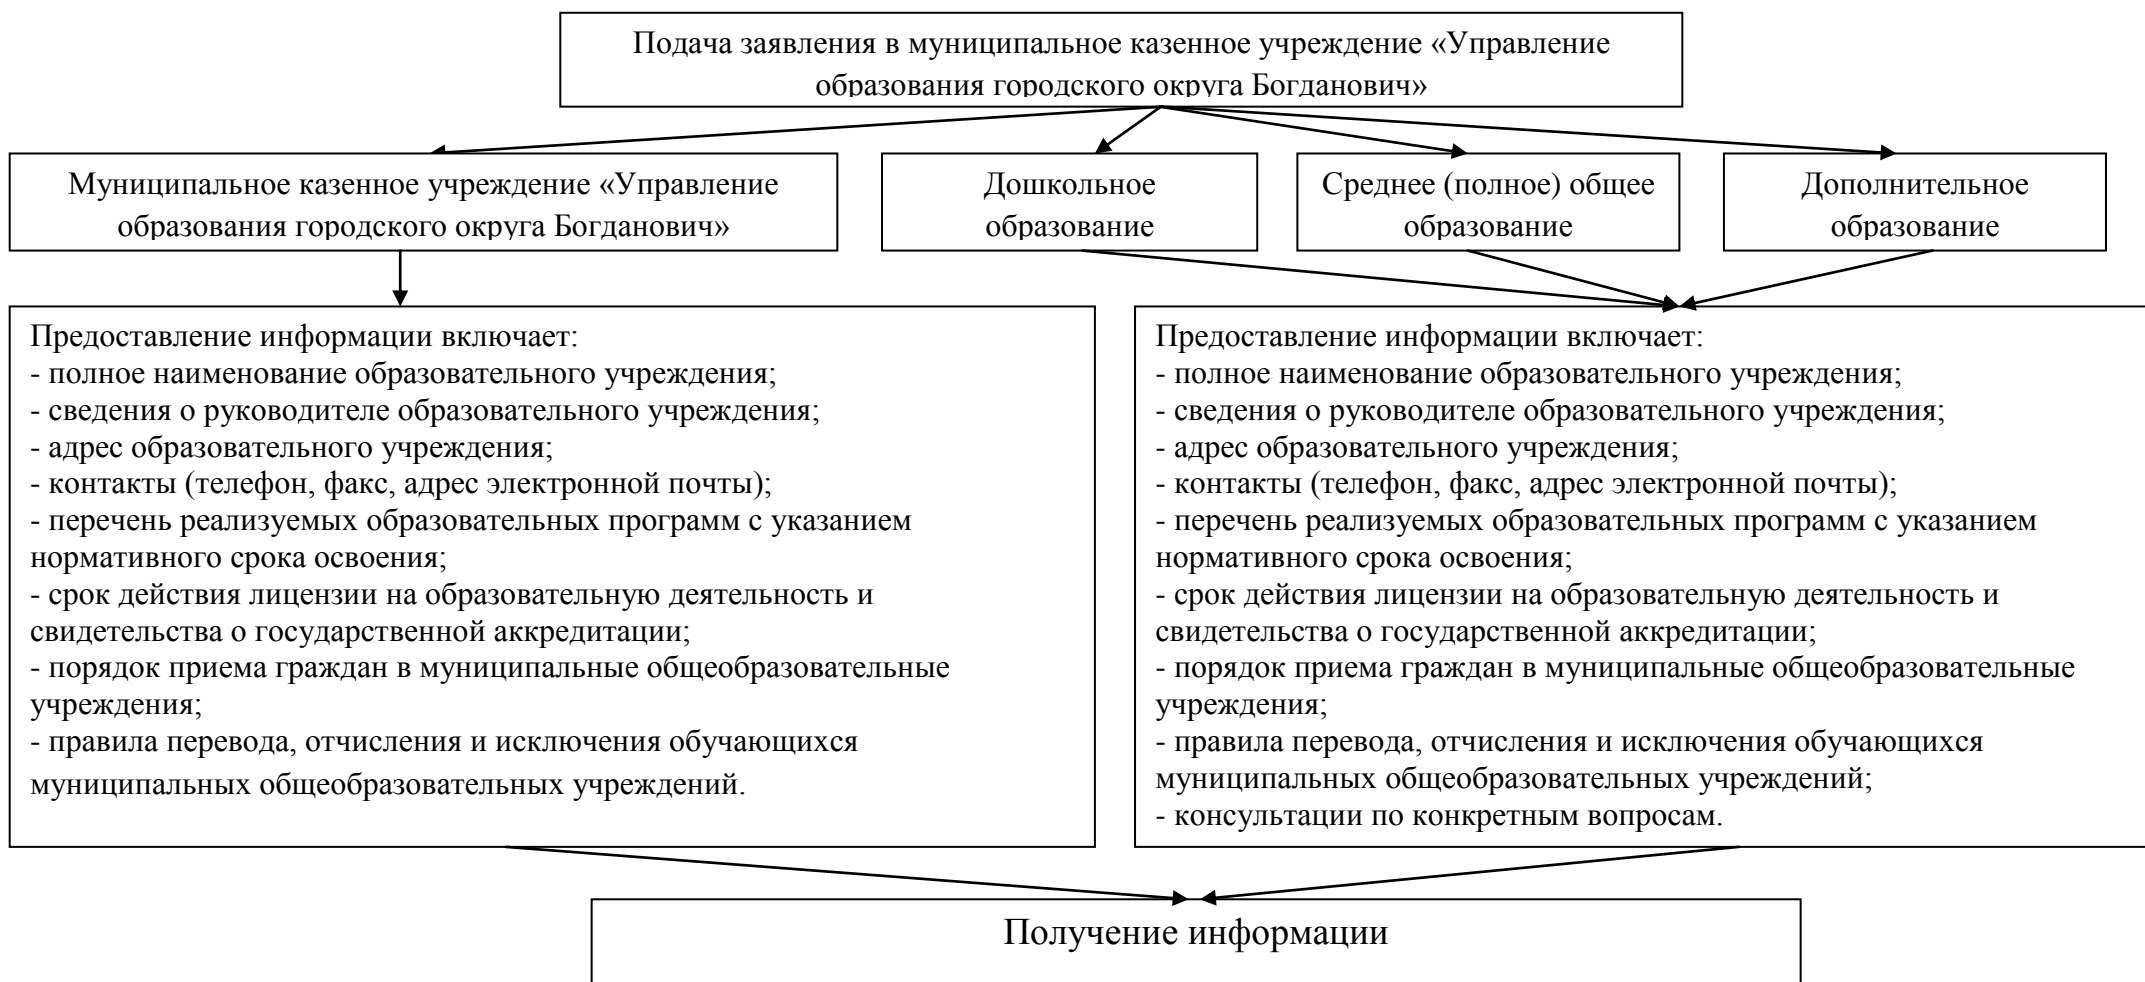 Подача заявления в муниципальное казенное учреждение «Управление
образования городского округа Богданович»
Муниципальное казенное учреждение «Управление
образования городского округа Богданович»
Дошкольное
образование
Среднее (полное) общее
образование
Дополнительное
образование
Предоставление информации включает:
- полное наименование образовательного учреждения;
- сведения о руководителе образовательного учреждения;
- адрес образовательного учреждения;
- контакты (телефон, факс, адрес электронной почты);
- перечень реализуемых образовательных программ с указанием
нормативного срока освоения;
- срок действия лицензии на образовательную деятельность и
свидетельства о государственной аккредитации;
- порядок приема граждан в муниципальные общеобразовательные
учреждения;
- правила перевода, отчисления и исключения обучающихся
муниципальных общеобразовательных учреждений.
Предоставление информации включает:
- полное наименование образовательного учреждения;
- сведения о руководителе образовательного учреждения;
- адрес образовательного учреждения;
- контакты (телефон, факс, адрес электронной почты);
- перечень реализуемых образовательных программ с указанием
нормативного срока освоения;
- срок действия лицензии на образовательную деятельность и
свидетельства о государственной аккредитации;
- порядок приема граждан в муниципальные общеобразовательные
учреждения;
- правила перевода, отчисления и исключения обучающихся
муниципальных общеобразовательных учреждений;
- консультации по конкретным вопросам.
Получение информации